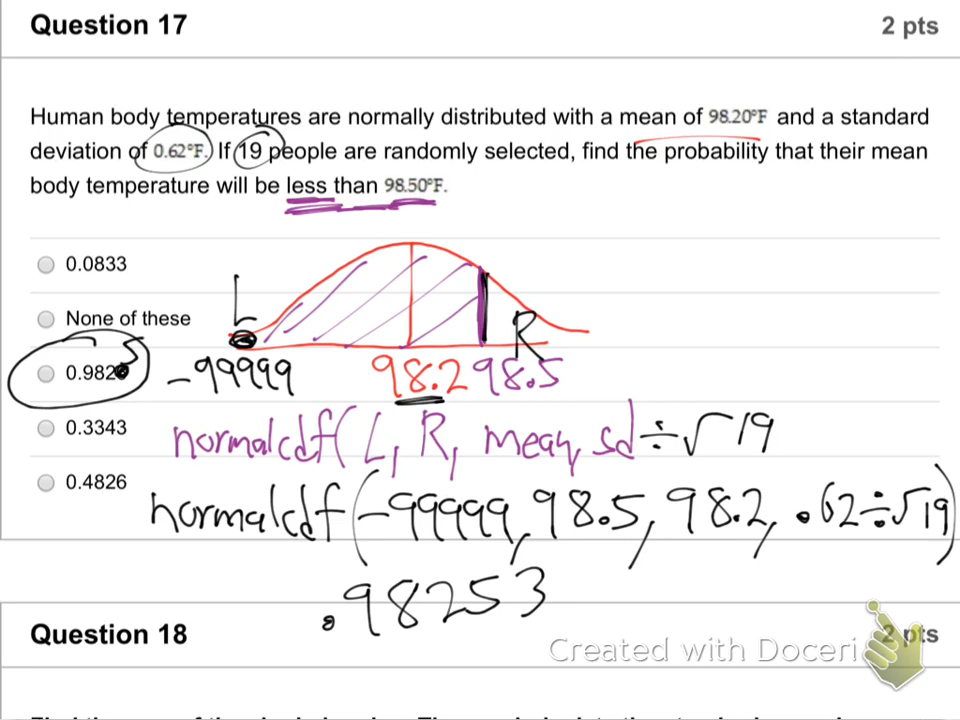 Question 17
2 pts
Human body temperatures are normally distributed with a mean of 98.20°F and a standard
deviation of 0.62°F. If 19 people are randomly selected, find the probability that their mean
body temperature will be less than 98.50°F.
0.0833
L
None of these
R
0.982
-99999
98.2
98.5
0.3343
normalcdf(L, R, mean, sd÷√19
0.4826
normalcdf(-99999, 98.5, 98.2, .62÷√19)
.98253
Question 18
2 pts
Created with Doceri